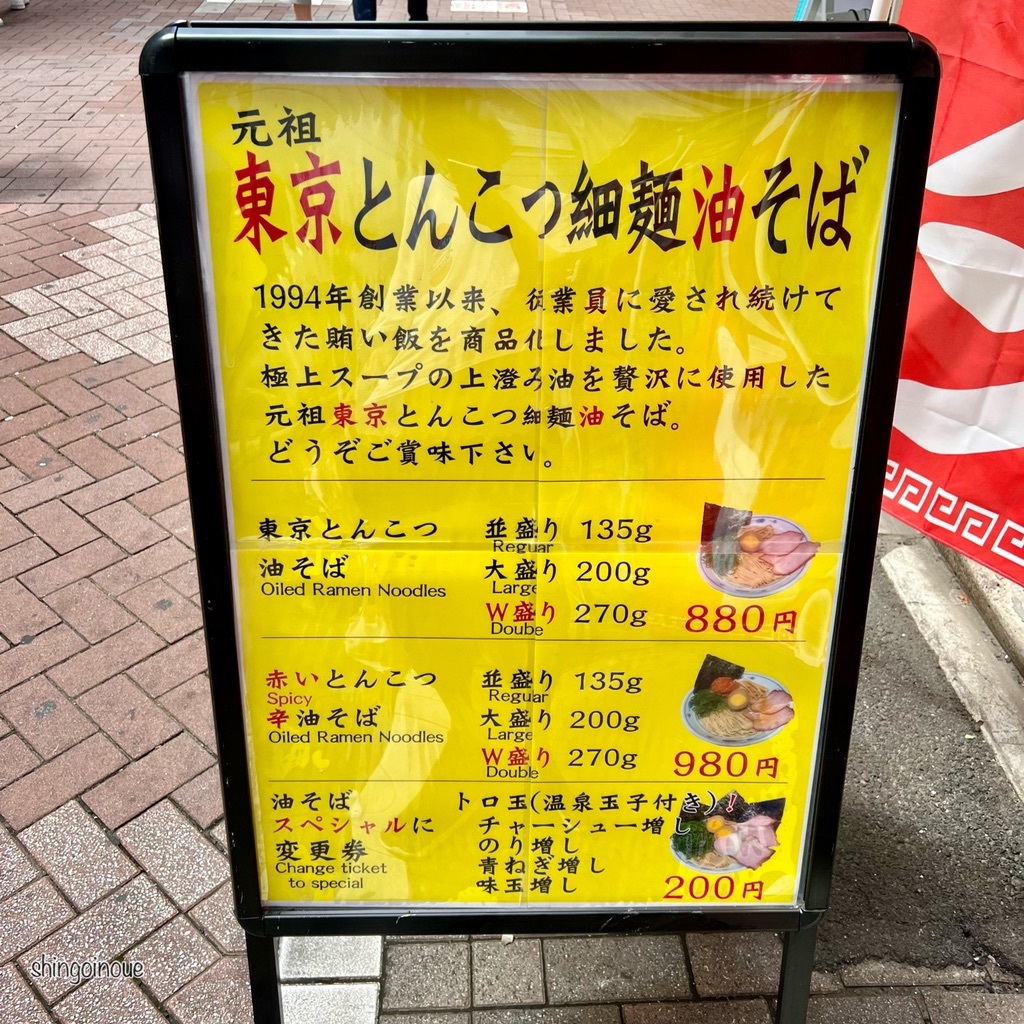 元祖
東京とんこつ細麺油そば
1994年創業以来、従業員に愛され続けて
きた賄い飯を商品化しました。
極上スープの上澄み油を贅沢に使用した
元祖東京とんこつ細麺油そば。
どうぞご賞味下さい。
東京とんこつ
油そば
Oiled Ramen Noodles
並盛り 135g
Reguar
大盛り 200g
Large
W盛り 270g
Doube
880円
赤いとんこつ
Spicy
辛油そば
Oiled Ramen Noodles
並盛り 135g
Reguar
大盛り 200g
Large
W盛り 270g
Double
980円
油そば
スペシャルに
変更券
Change ticket
to special
トロ玉(温泉玉子付き)!
チャーシュー増し
のり増し
青ねぎ増し
味玉増し
200円
shingoinoue